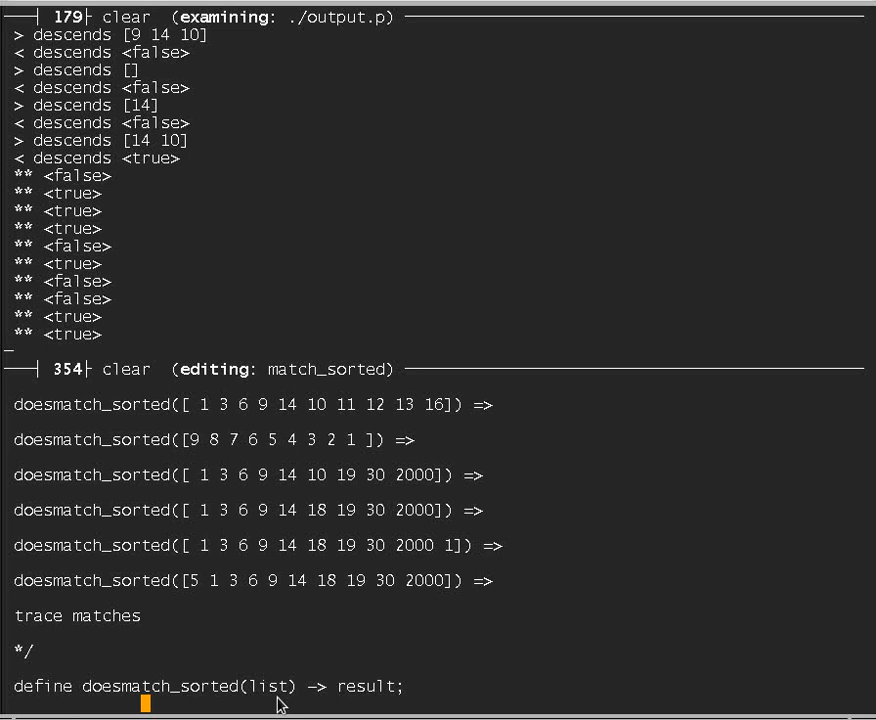 179 clear (examining: ./output.p)
> descends [9 14 10]
< descends <false>
> descends []
< descends <false>
> descends [14]
< descends <false>
> descends [14 10]
< descends <true>
** <false>
** <true>
** <true>
** <true>
** <false>
** <true>
** <false>
** <false>
** <true>
** <true>
354 clear (editing: match_sorted)
doesmatch_sorted([ 1 3 6 9 14 10 11 12 13 16]) =>
doesmatch_sorted([9 8 7 6 5 4 3 2 1 ]) =>
doesmatch_sorted([ 1 3 6 9 14 10 19 30 2000]) =>
doesmatch_sorted([ 1 3 6 9 14 18 19 30 2000]) =>
doesmatch_sorted([ 1 3 6 9 14 18 19 30 2000 1]) =>
doesmatch_sorted([5 1 3 6 9 14 18 19 30 2000]) =>
trace matches
*/
define doesmatch_sorted(list) -> result;